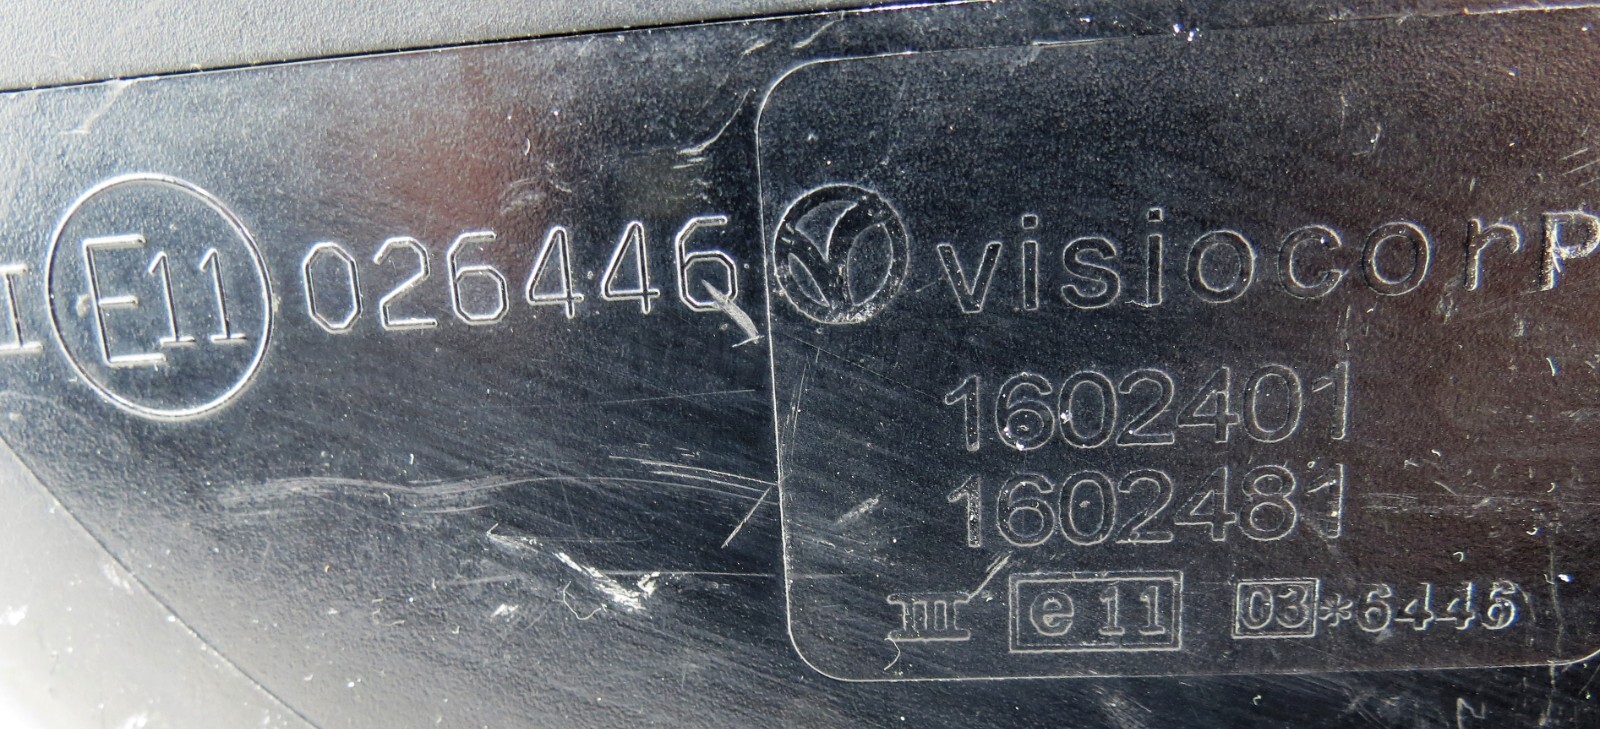 I E11 026446
visiocorp
1602401
1602481
III e 11 03*6446